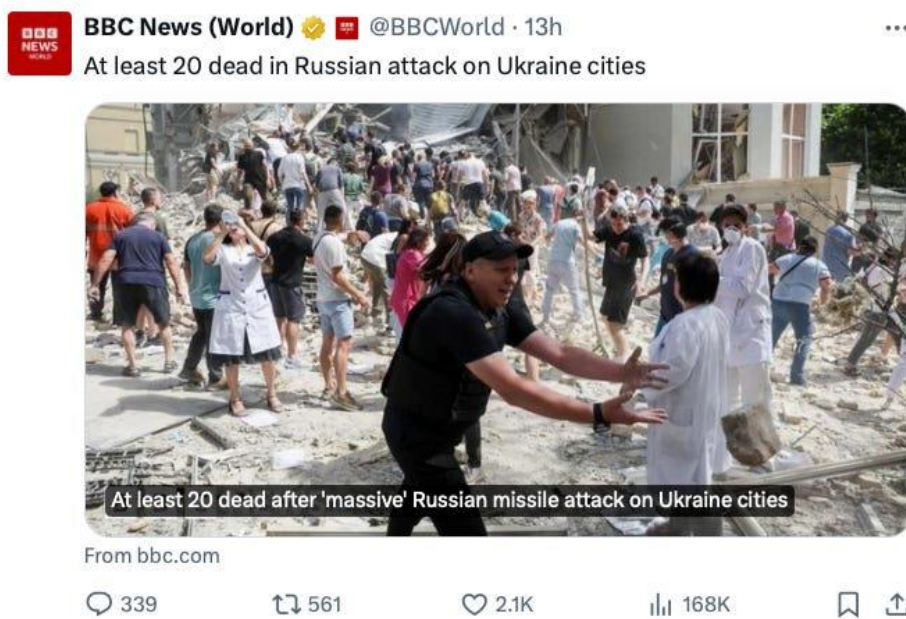 BBC NEWS WORLD
BBC News (World) @BBCWorld · 13h
At least 20 dead in Russian attack on Ukraine cities
At least 20 dead after 'massive' Russian missile attack on Ukraine cities
From bbc.com
339 561 2.1K 168K